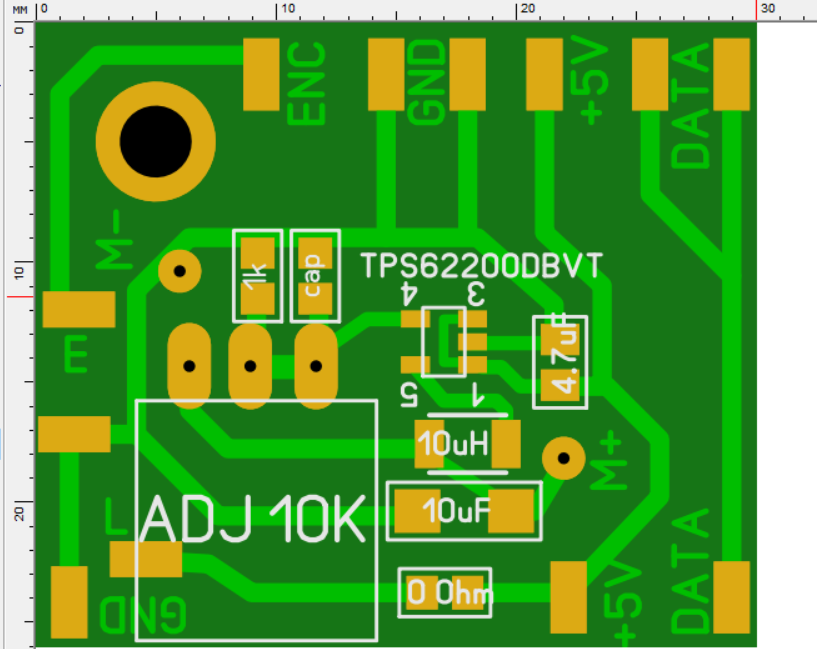 MM
0
10
20
30
0
10
20
ENC
GND
+5V
DATA
M-
1k
cap
TPS62200DBVT
4
3
E
5
1
4.7uF
10uH
M+
L
ADJ 10K
10uF
0 Ohm
GND
+5V
DATA